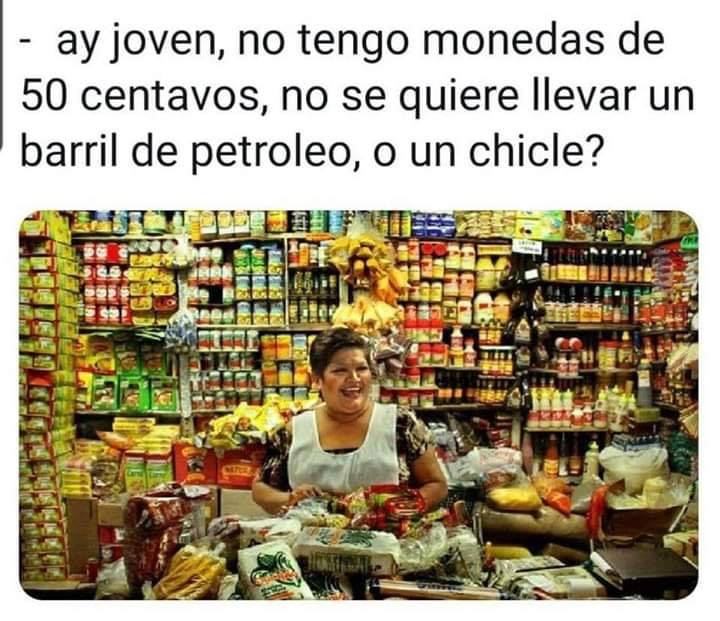 - ay joven, no tengo monedas de
50 centavos, no se quiere llevar un
barril de petroleo, o un chicle?